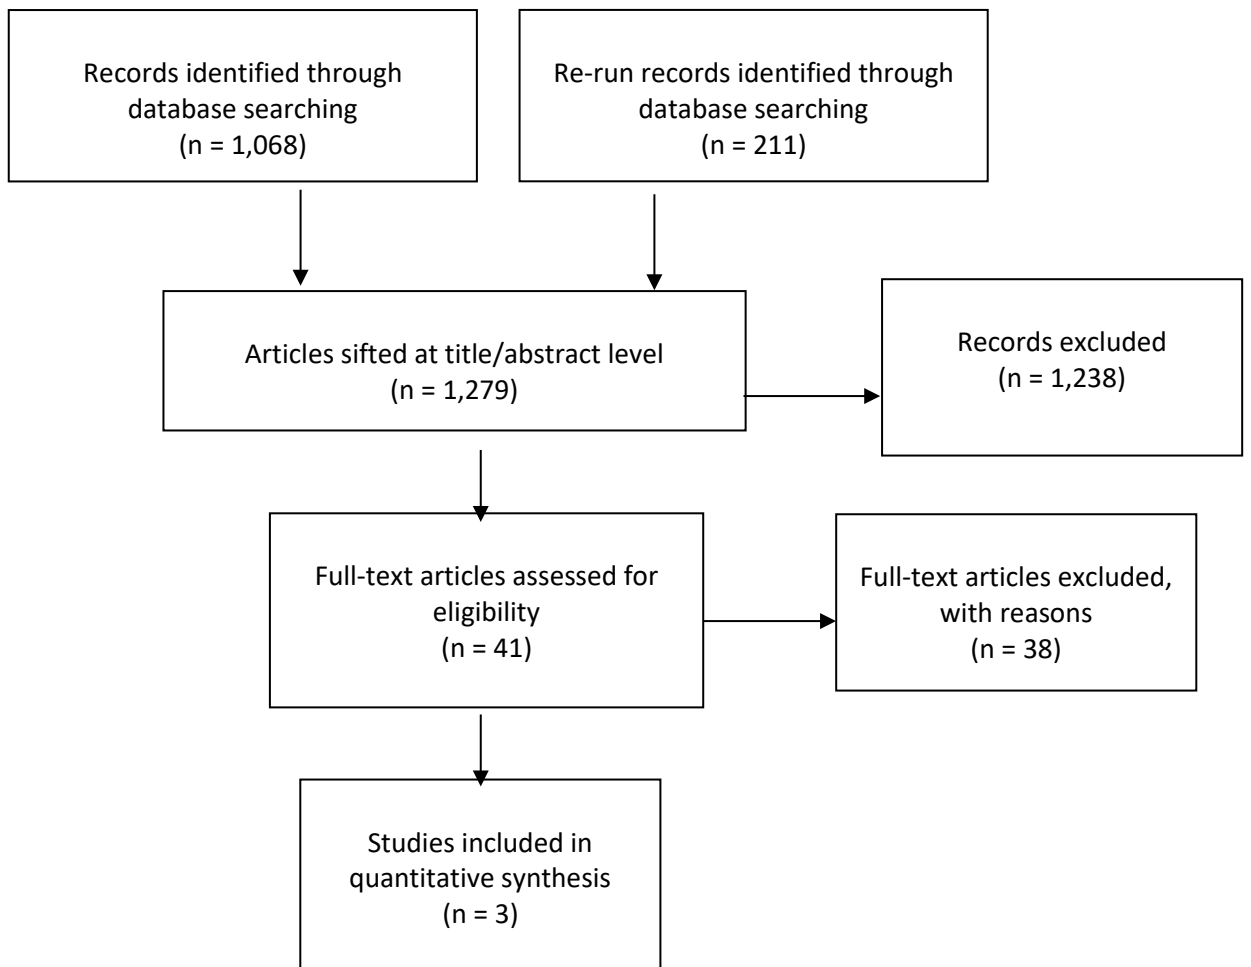 Records identified through
database searching
(n = 1,068)
Re-run records identified through
database searching
(n = 211)
Articles sifted at title/abstract level
(n = 1,279)
Records excluded
(n = 1,238)
Full-text articles assessed for
eligibility
(n = 41)
Full-text articles excluded,
with reasons
(n = 38)
Studies included in
quantitative synthesis
(n = 3)